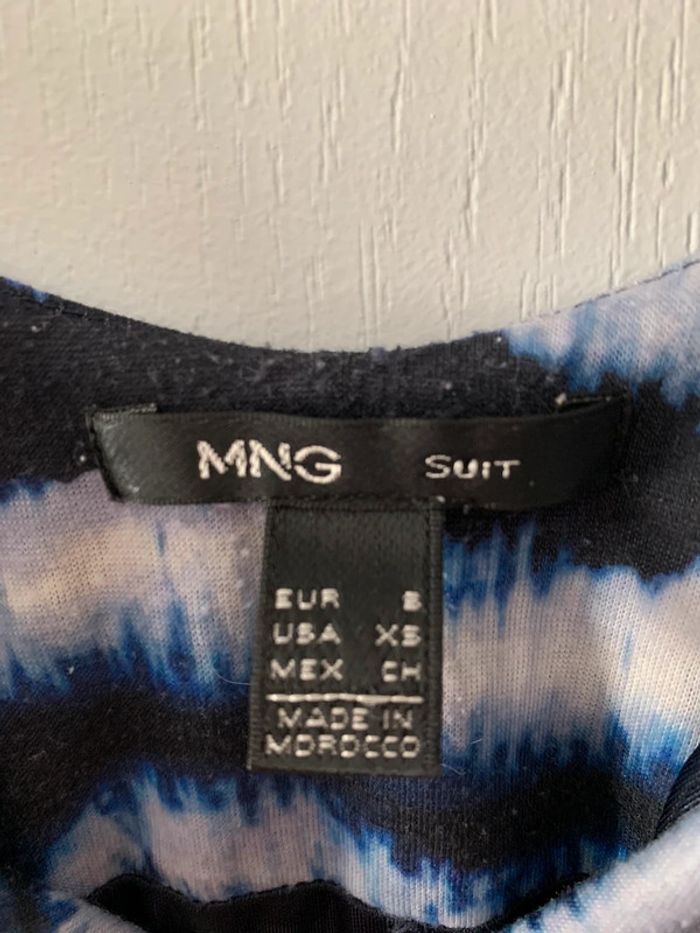 MNG SUIT
EUR S
USA XS
MEX CH
MADE IN
MOROCCO